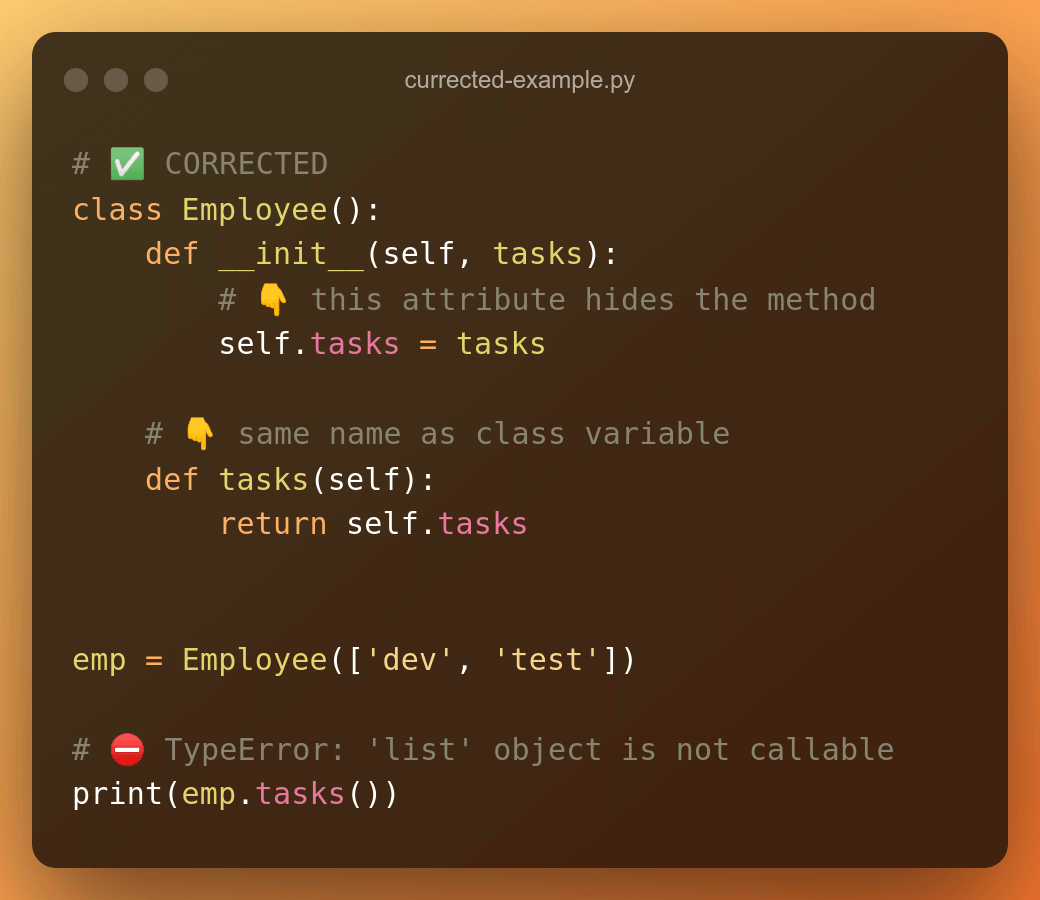 currected-example.py
# ✅ CORRECTED
class Employee():
    def __init__(self, tasks):
        # 👇 this attribute hides the method
        self.tasks = tasks
    # 👇 same name as class variable
    def tasks(self):
        return self.tasks
emp = Employee(['dev', 'test'])
# ⛔ TypeError: 'list' object is not callable
print(emp.tasks())